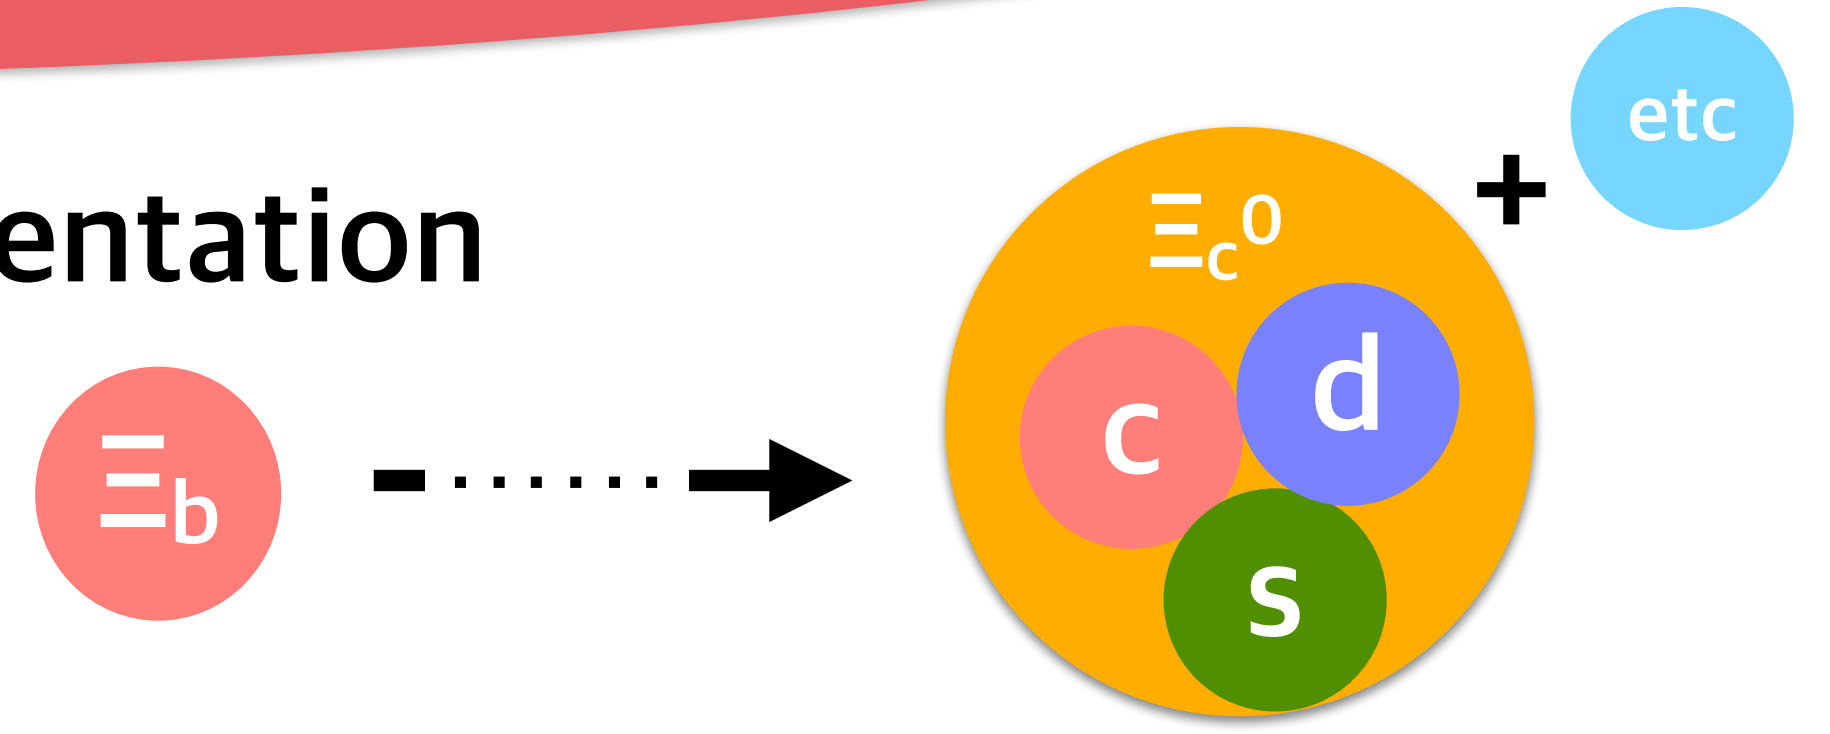 etc
+
Ξc0
entation
d
c
Ξb
s